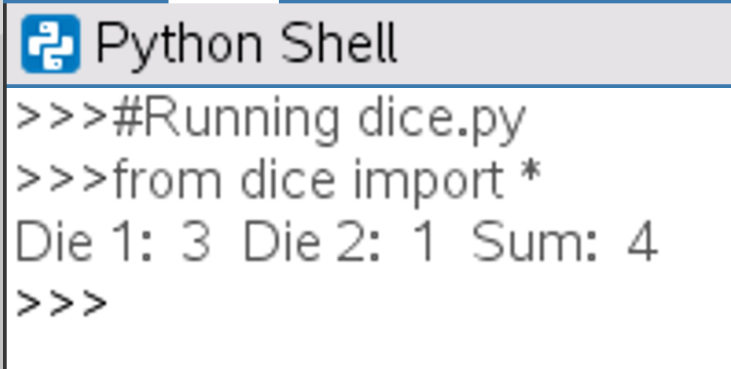 Python Shell
>>>#Running dice.py
>>>from dice import *
Die 1:  3  Die 2:  1  Sum:  4
>>>